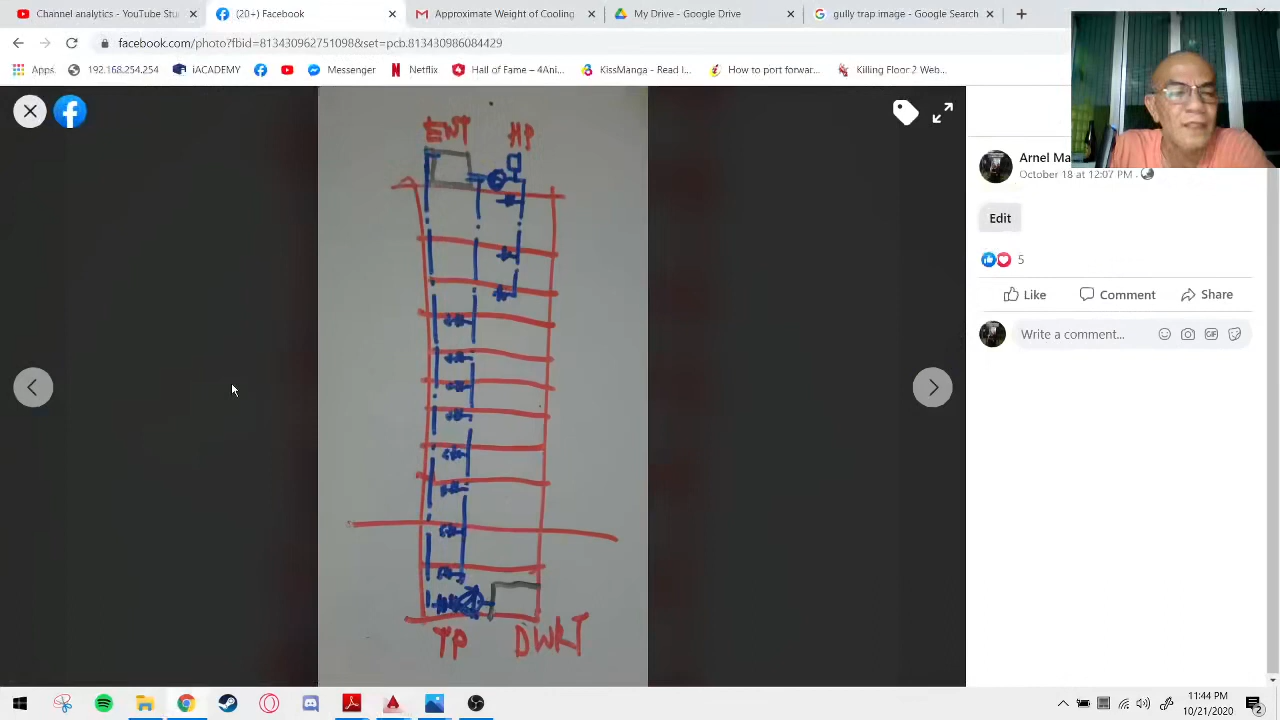 Channel analytics - YouTube Stu
(20+) Facebook
Approximate Weight of Ceiling -
My Drive - Google Drive
gully trap image - Google Search
facebook.com/photo?fbid=813430962751098&set=pcb:813430986084429
Apps
192.168.254.254
iACADEMY
Messenger
Netflix
Hall of Fame – 4Ani...
KissManga - Read l...
How to port forwar...
Killing Floor 2 Web...
ENT HP
TP DWRT
Arnel Ma
October 18 at 12:07 PM ·
Edit
5
Like
Comment
Share
Write a comment...
11:44 PM
10/21/2020
2